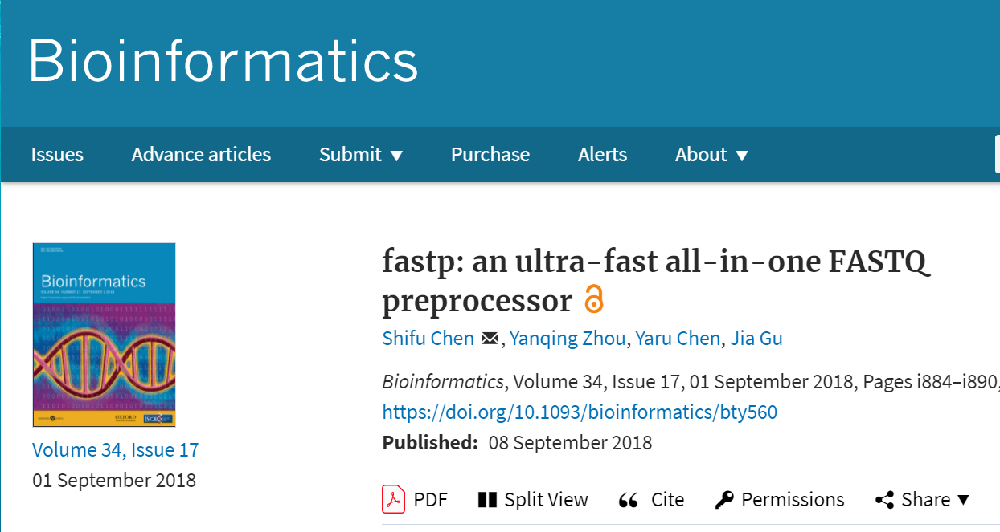 Bioinformatics
Issues Advance articles Submit ▼ Purchase Alerts About ▼
Bioinformatics
OXFORD
ISCB
Volume 34, Issue 17
01 September 2018
fastp: an ultra-fast all-in-one FASTQ
preprocessor
Shifu Chen ✉, Yanqing Zhou, Yaru Chen, Jia Gu
Bioinformatics, Volume 34, Issue 17, 01 September 2018, Pages i884–i890,
https://doi.org/10.1093/bioinformatics/bty560
Published: 08 September 2018
PDF Split View Cite Permissions Share ▼